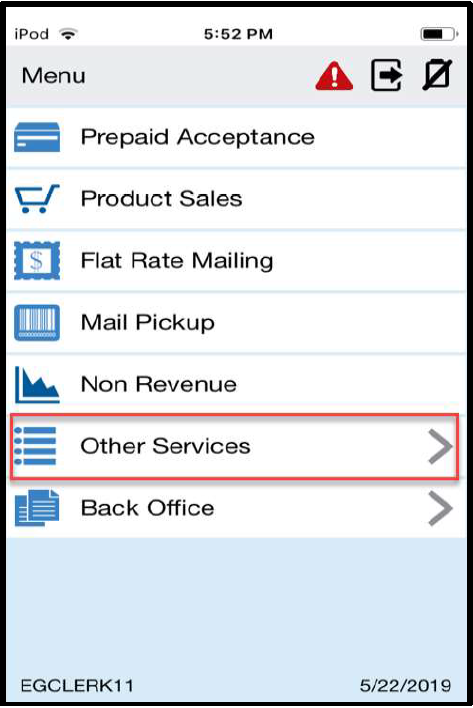 iPod 5:52 PM
Menu
Prepaid Acceptance
Product Sales
$ Flat Rate Mailing
Mail Pickup
Non Revenue
Other Services
Back Office
EGCLERK11 5/22/2019